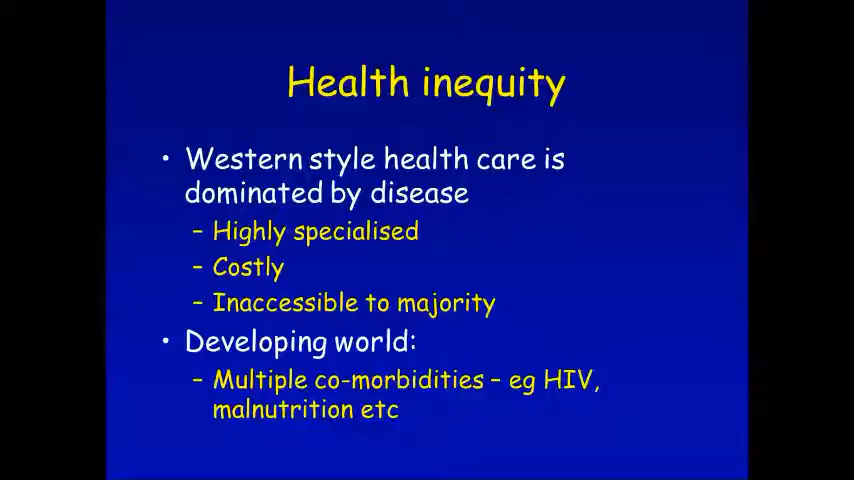 Health inequity
• Western style health care is
dominated by disease
– Highly specialised
– Costly
– Inaccessible to majority
• Developing world:
– Multiple co-morbidities – eg HIV,
malnutrition etc